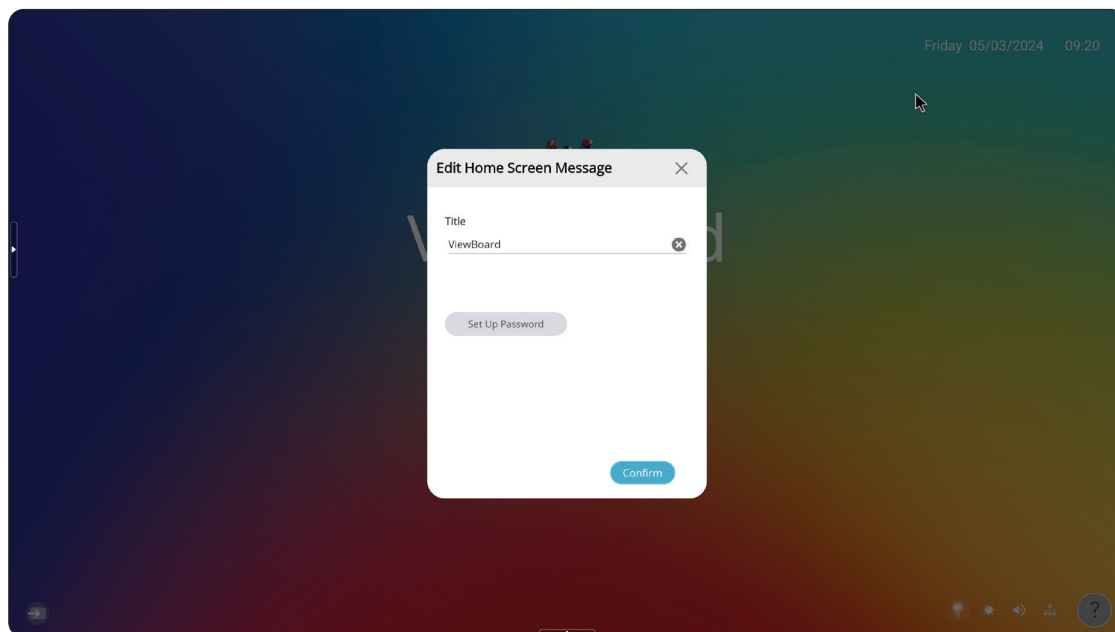 Friday 05/03/2024 09:20
Edit Home Screen Message
Title
ViewBoard
Set Up Password
Confirm
?